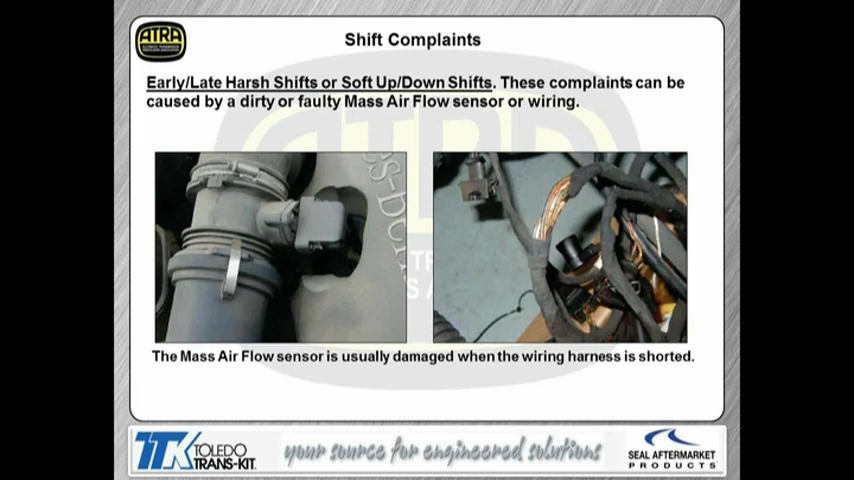 ATRA
Shift Complaints
Early/Late Harsh Shifts or Soft Up/Down Shifts. These complaints can be
caused by a dirty or faulty Mass Air Flow sensor or wiring.
The Mass Air Flow sensor is usually damaged when the wiring harness is shorted.
TTK TOLEDO
TRANS-KIT
your source for engineered solutions
SEAL AFTERMARKET
PRODUCTS